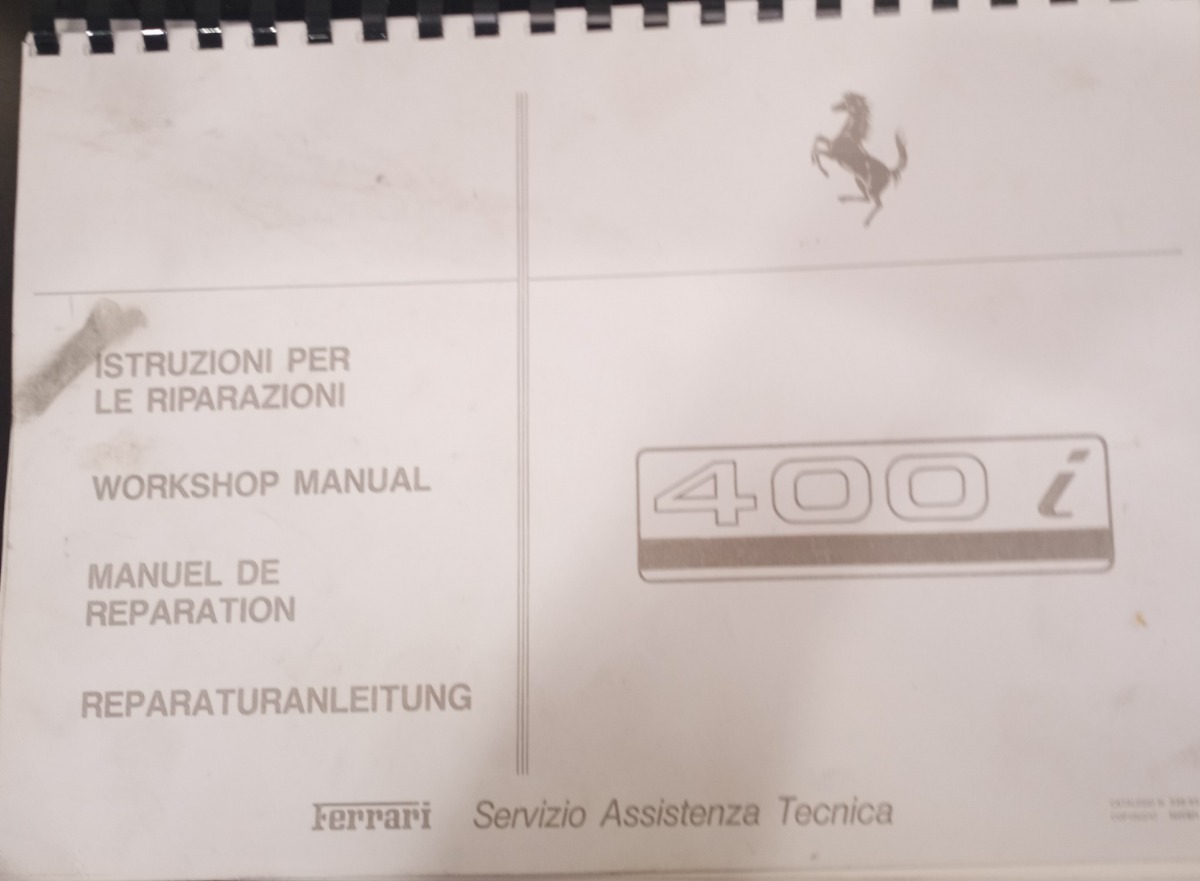 ISTRUZIONI PER
LE RIPARAZIONI
WORKSHOP MANUAL
MANUEL DE
REPARATION
REPARATURANLEITUNG
400 i
Ferrari Servizio Assistenza Tecnica